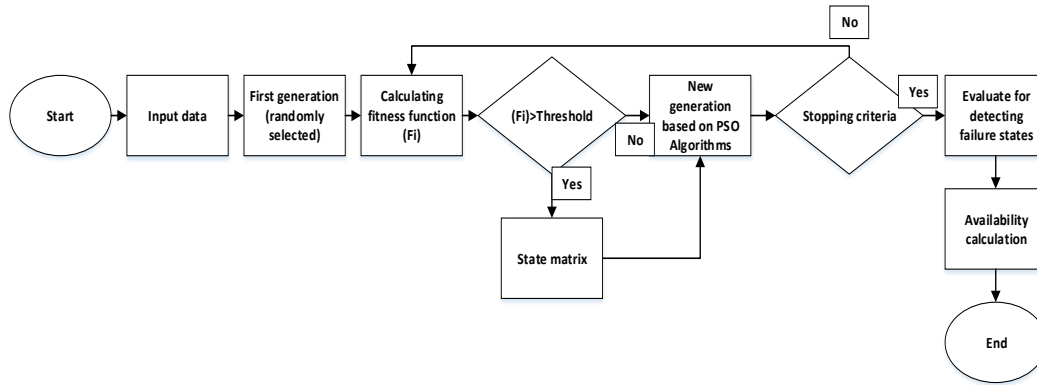 No
Start
Input data
First generation
(randomly
selected)
Calculating
fitness function
(Fi)
(Fi)>Threshold
No
Yes
State matrix
New
generation
based on PSO
Algorithms
Stopping criteria
Yes
Evaluate for
detecting
failure states
Availability
calculation
End